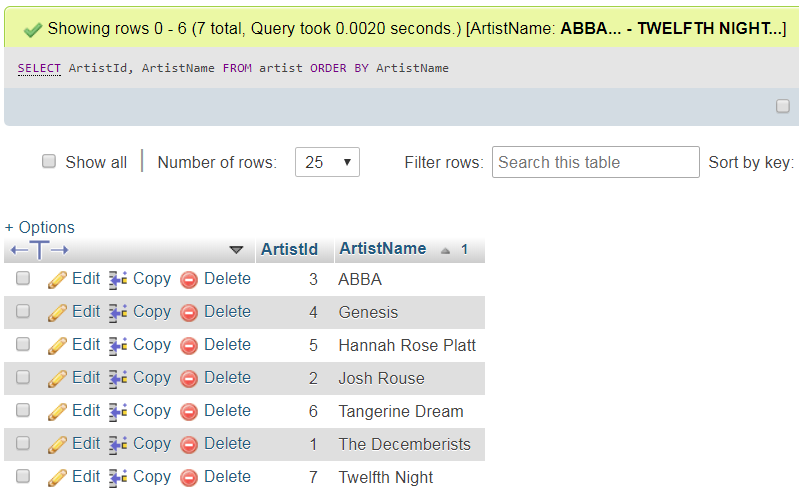 Showing rows 0 - 6 (7 total, Query took 0.0020 seconds.) [ArtistName: ABBA... - TWELFTH NIGHT...]
SELECT ArtistId, ArtistName FROM artist ORDER BY ArtistName
Show all | Number of rows: 25 Filter rows: Search this table Sort by key:
+ Options
←T→ ArtistId ArtistName 1
Edit Copy Delete 3 ABBA
Edit Copy Delete 4 Genesis
Edit Copy Delete 5 Hannah Rose Platt
Edit Copy Delete 2 Josh Rouse
Edit Copy Delete 6 Tangerine Dream
Edit Copy Delete 1 The Decemberists
Edit Copy Delete 7 Twelfth Night